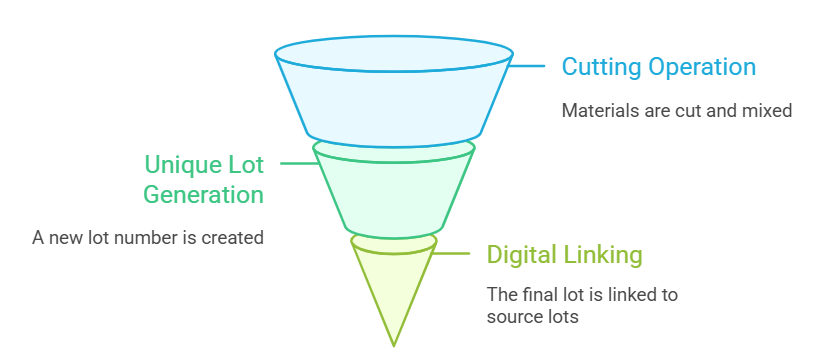 Cutting Operation
Materials are cut and mixed
Unique Lot
Generation
A new lot number is created
Digital Linking
The final lot is linked to
source lots